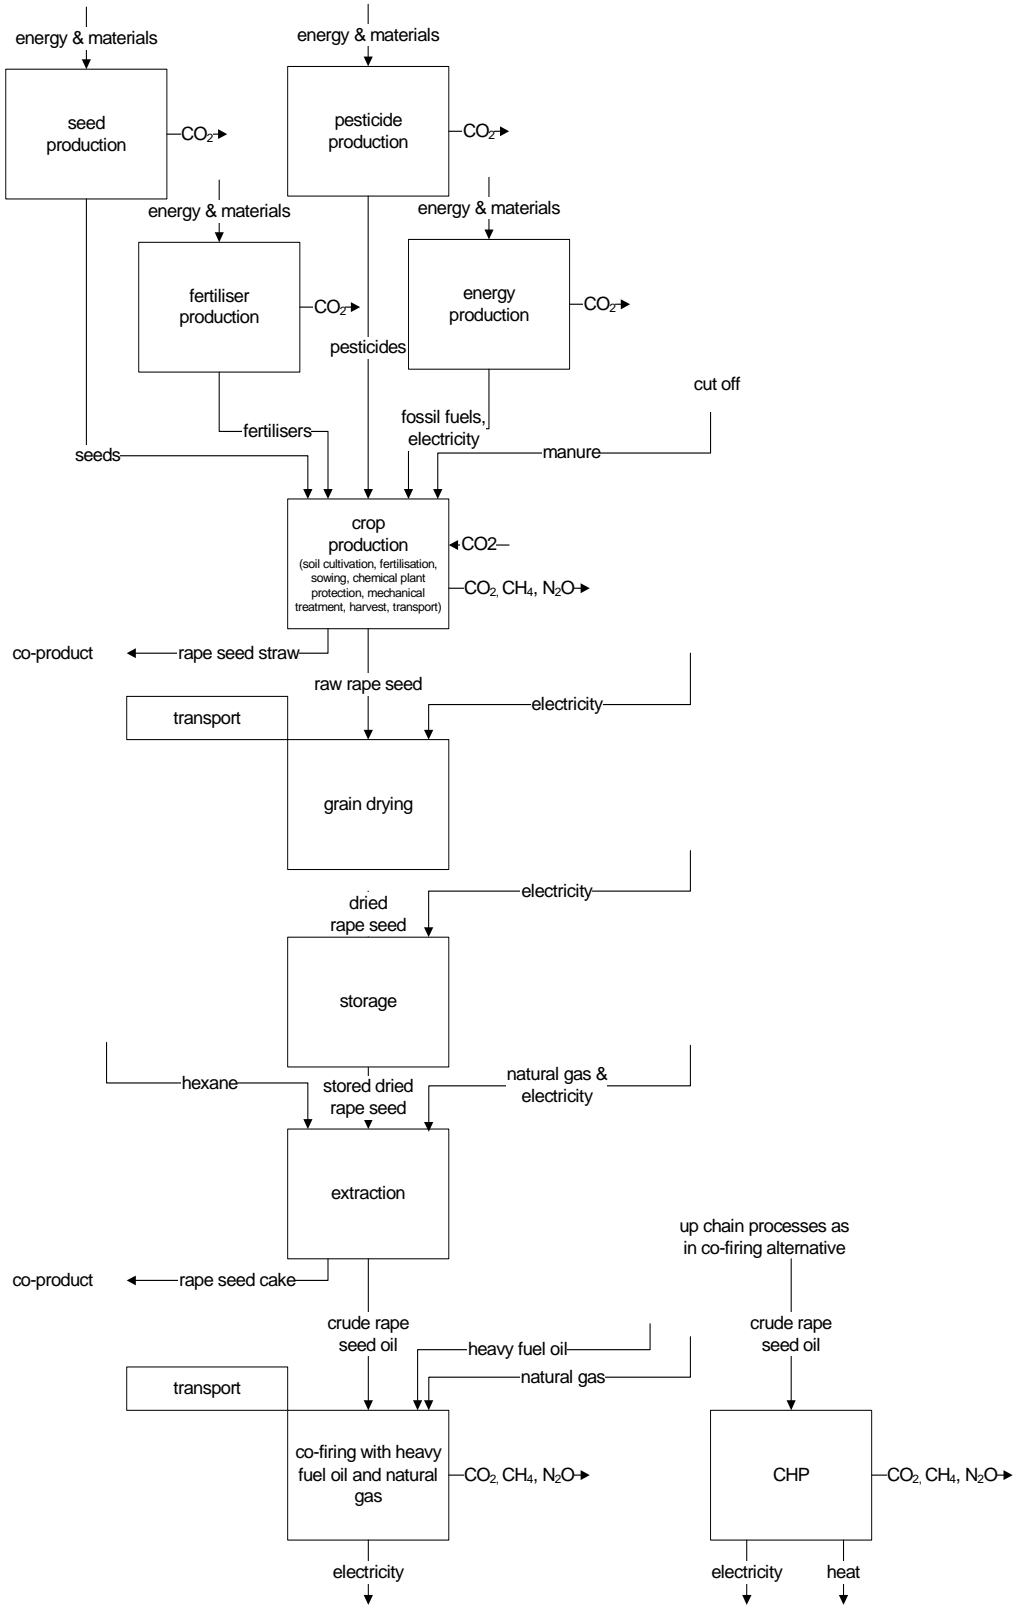 energy & materials
energy & materials
seed
production
CO2
pesticide
production
CO2
energy & materials
energy & materials
fertiliser
production
CO2
energy
production
CO2
pesticides
cut off
fossil fuels,
electricity
fertilisers
seeds
manure
crop
production
(soil cultivation, fertilisation,
sowing, chemical plant
protection, mechanical
treatment, harvest, transport)
CO2
CO2, CH4, N2O
co-product
rape seed straw
raw rape seed
electricity
transport
grain drying
electricity
dried
rape seed
storage
hexane
stored dried
rape seed
natural gas &
electricity
extraction
up chain processes as
in co-firing alternative
co-product
rape seed cake
crude rape
seed oil
crude rape
seed oil
heavy fuel oil
natural gas
transport
co-firing with heavy
fuel oil and natural
gas
CO2, CH4, N2O
CHP
CO2, CH4, N2O
electricity
electricity
heat